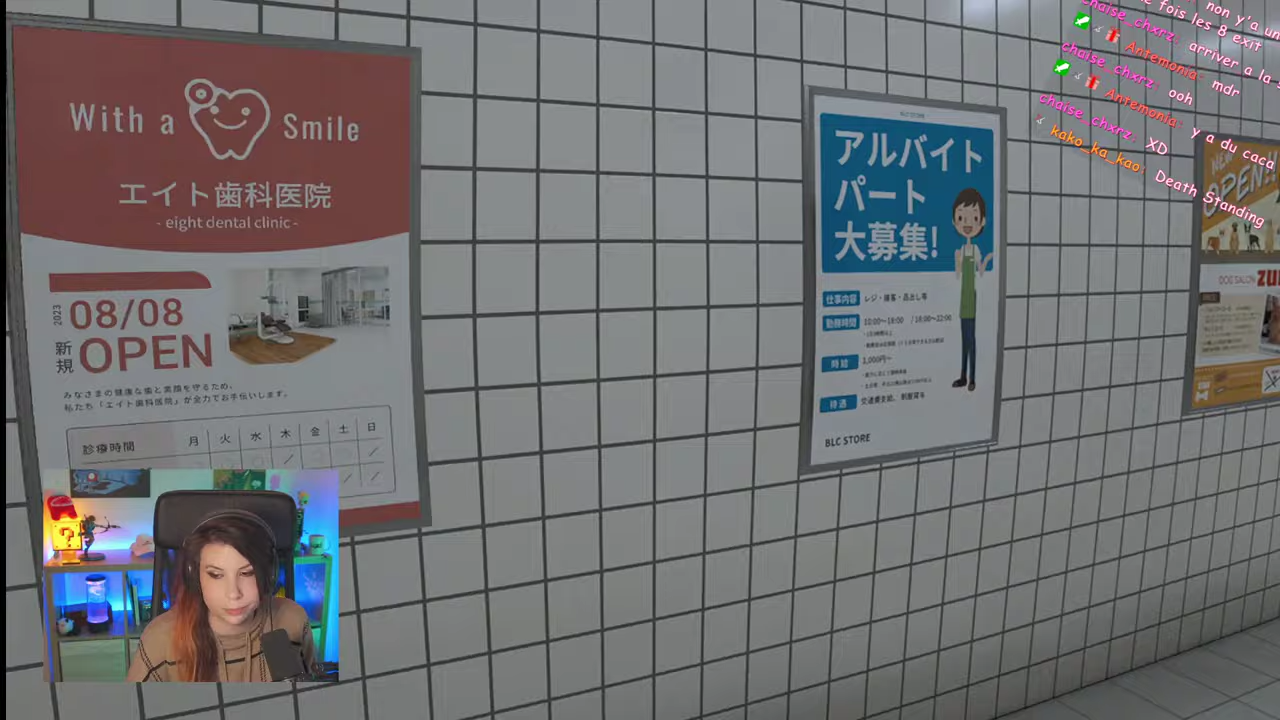 With a Smile
エイト歯科医院
- eight dental clinic -
2023
08/08
新規
OPEN
みなさまの健康な歯と笑顔を守るため、
私たち「エイト歯科医院」が全力でお手伝いします。
診療時間 月 火 水 木 金 土 日
BLC STORE
アルバイト
パート
大募集!
仕事内容 レジ・接客・品出し等
勤務時間 10:00〜18:00 / 18:00〜22:00
時給 1,000円〜
待遇 交通費支給、制服貸与
BLC STORE
NEW
OPEN!!
DOG SALON
non y'a un
fois les 8 exit
chaise_chxrz: arriver a la
Antemonia: mdr
chaise_chxrz: ooh
Antemonia: y a du caca
chaise_chxrz: XD
kako_ka_kao: Death Standing